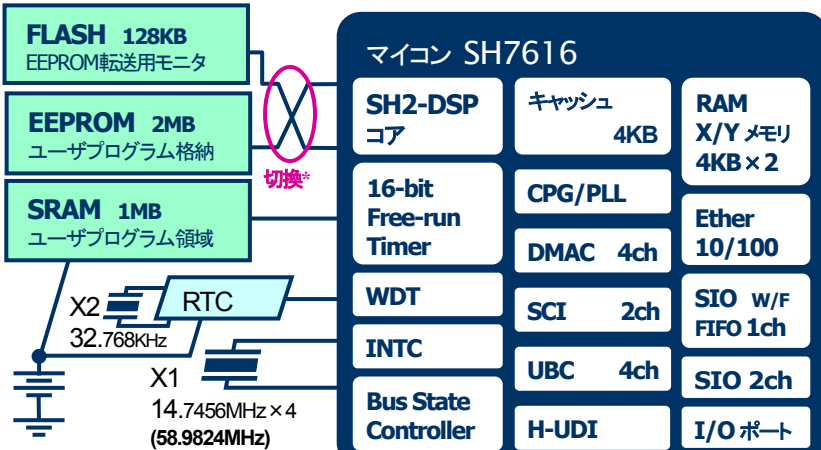 FLASH 128KB
EEPROM転送用モニタ
EEPROM 2MB
ユーザプログラム格納
切換*
SRAM 1MB
ユーザプログラム領域
X2
32.768KHz
RTC
X1
14.7456MHz×4
(58.9824MHz)
マイコン SH7616
SH2-DSP
コア
16-bit
Free-run
Timer
WDT
INTC
Bus State
Controller
キャッシュ
4KB
CPG/PLL
DMAC 4ch
SCI 2ch
UBC 4ch
H-UDI
RAM
X/Y メモリ
4KB×2
Ether
10/100
SIO W/F
FIFO 1ch
SIO 2ch
I/O ポート